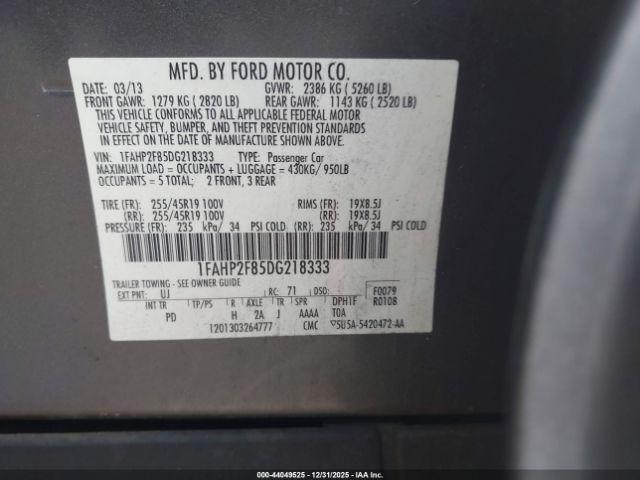 MFD. BY FORD MOTOR CO.
DATE: 03/13 GVWR: 2386 KG ( 5260 LB)
FRONT GAWR: 1279 KG ( 2820 LB) REAR GAWR: 1143 KG ( 2520 LB)
THIS VEHICLE CONFORMS TO ALL APPLICABLE FEDERAL MOTOR
VEHICLE SAFETY, BUMPER, AND THEFT PREVENTION STANDARDS
IN EFFECT ON THE DATE OF MANUFACTURE SHOWN ABOVE.
VIN: 1FAHP2F85DG218333 TYPE: Passenger Car
MAXIMUM LOAD = OCCUPANTS + LUGGAGE = 430KG/ 950LB
OCCUPANTS = 5 TOTAL; 2 FRONT, 3 REAR
TIRE (FR): 255/45R19 100V RIMS (FR): 19X8.5J
(RR): 255/45R19 100V (RR): 19X8.5J
PRESSURE (FR): 235 kPa/ 34 PSI COLD (RR): 235 kPa/ 34 PSI COLD
1FAHP2F85DG218333
TRAILER TOWING - SEE OWNER GUIDE
EXT PNT: UJ RC: 71 DSO: F0079
INT TR TP/PS R AXLE TR SPR DPH1F R0108
PD H 2A J AAAA T0A
1201303264777 CMC 5U5A-5420472-AA
000-44049525 - 12/31/2025 -